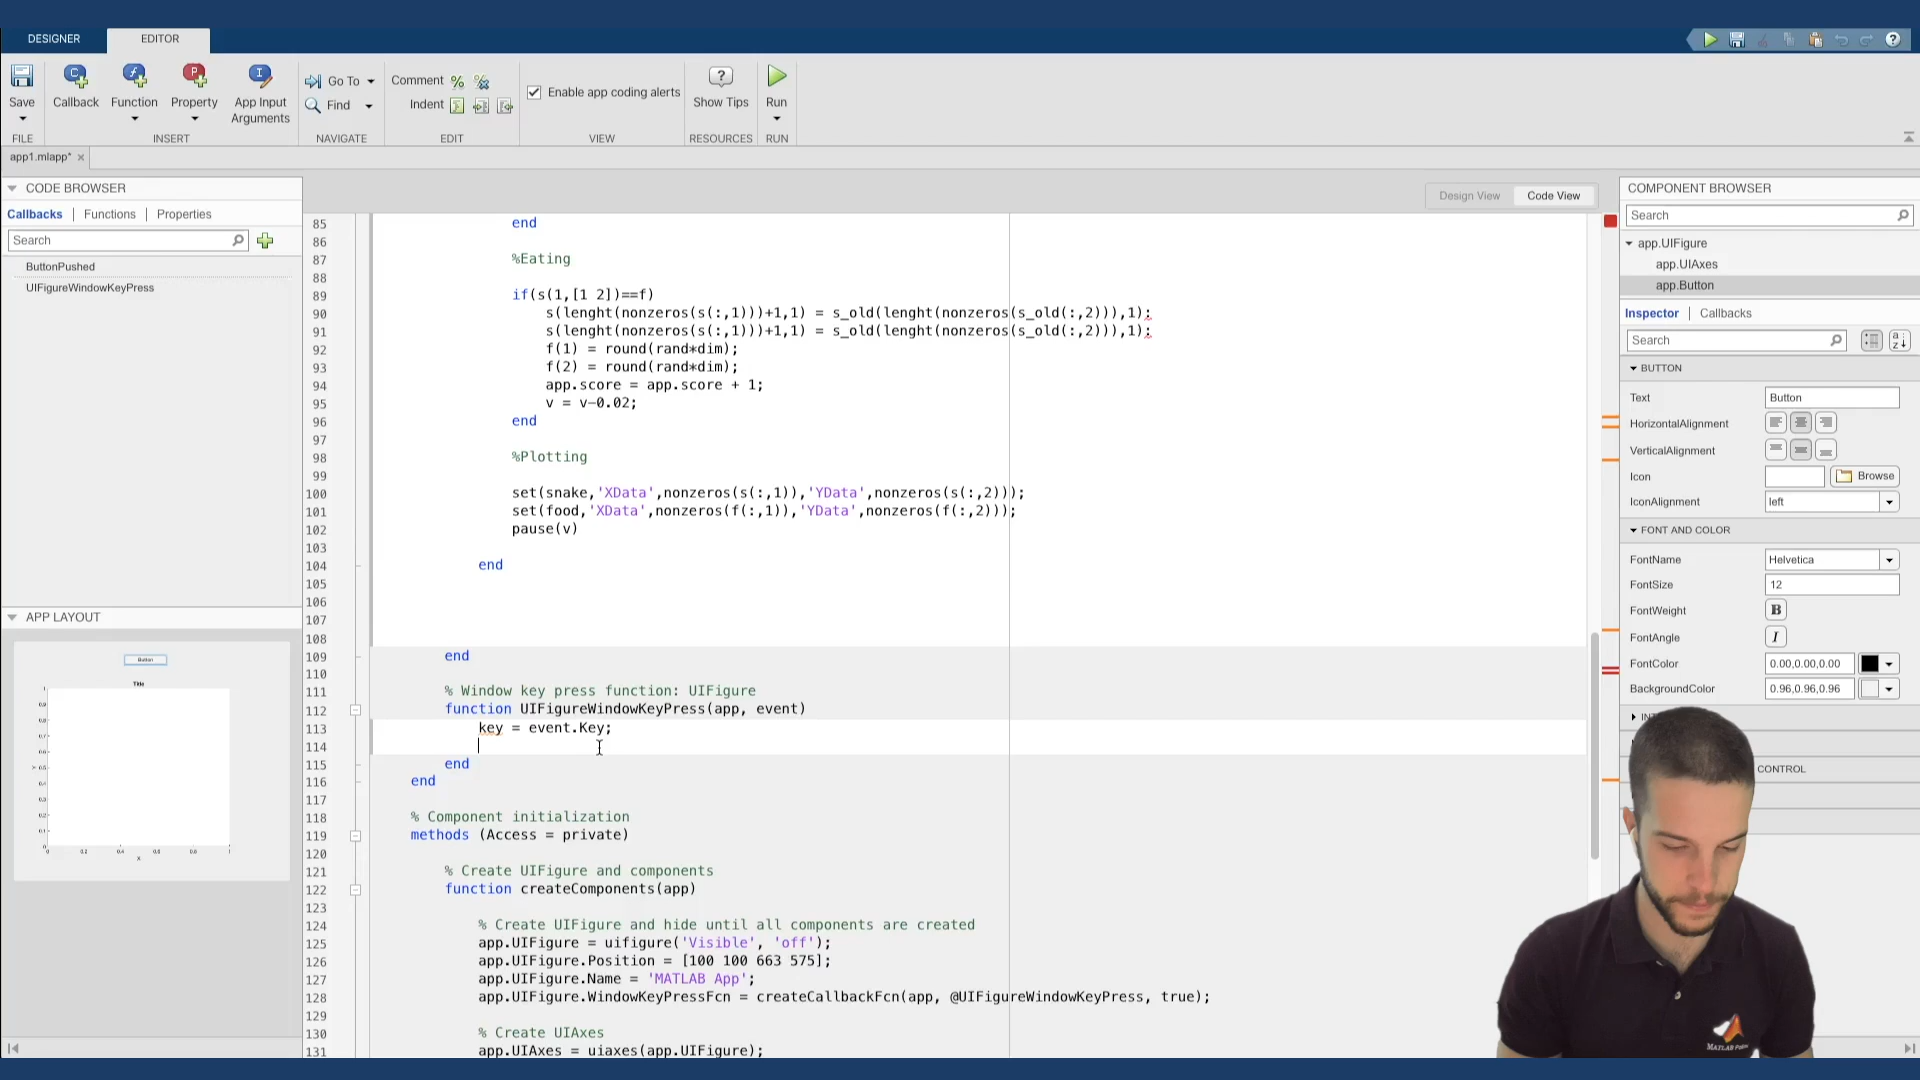 DESIGNER
EDITOR
Save
Callback
Function
Property
App Input
Arguments
Go To
Find
Comment
Indent
Enable app coding alerts
Show Tips
Run
FILE
INSERT
NAVIGATE
EDIT
VIEW
RESOURCES
RUN
app1.mlapp*
CODE BROWSER
Callbacks | Functions | Properties
Search
ButtonPushed
UIFigureWindowKeyPress
APP LAYOUT
Button
Title
Design View
Code View
85 end
86
87 %Eating
88
89 if(s(1,[1 2])==f)
90 s(lenght(nonzeros(s(:,1)))+1,1) = s_old(lenght(nonzeros(s_old(:,2))),1);
91 s(lenght(nonzeros(s(:,1)))+1,1) = s_old(lenght(nonzeros(s_old(:,2))),1);
92 f(1) = round(rand*dim);
93 f(2) = round(rand*dim);
94 app.score = app.score + 1;
95 v = v-0.02;
96 end
97
98 %Plotting
99
100 set(snake,'XData',nonzeros(s(:,1)),'YData',nonzeros(s(:,2)));
101 set(food,'XData',nonzeros(f(:,1)),'YData',nonzeros(f(:,2)));
102 pause(v)
103
104 end
105
106
107
108
109 end
110
111 % Window key press function: UIFigure
112 function UIFigureWindowKeyPress(app, event)
113 key = event.Key;
114
115 end
116 end
117
118 % Component initialization
119 methods (Access = private)
120
121 % Create UIFigure and components
122 function createComponents(app)
123
124 % Create UIFigure and hide until all components are created
125 app.UIFigure = uifigure('Visible', 'off');
126 app.UIFigure.Position = [100 100 663 575];
127 app.UIFigure.Name = 'MATLAB App';
128 app.UIFigure.WindowKeyPressFcn = createCallbackFcn(app, @UIFigureWindowKeyPress, true);
129
130 % Create UIAxes
131 app.UIAxes = uiaxes(app.UIFigure);
COMPONENT BROWSER
Search
app.UIFigure
app.UIAxes
app.Button
Inspector | Callbacks
Search
BUTTON
Text Button
HorizontalAlignment
VerticalAlignment
Icon Browse
IconAlignment left
FONT AND COLOR
FontName Helvetica
FontSize 12
FontWeight B
FontAngle I
FontColor 0.00,0.00,0.00
BackgroundColor 0.96,0.96,0.96
CONTROL